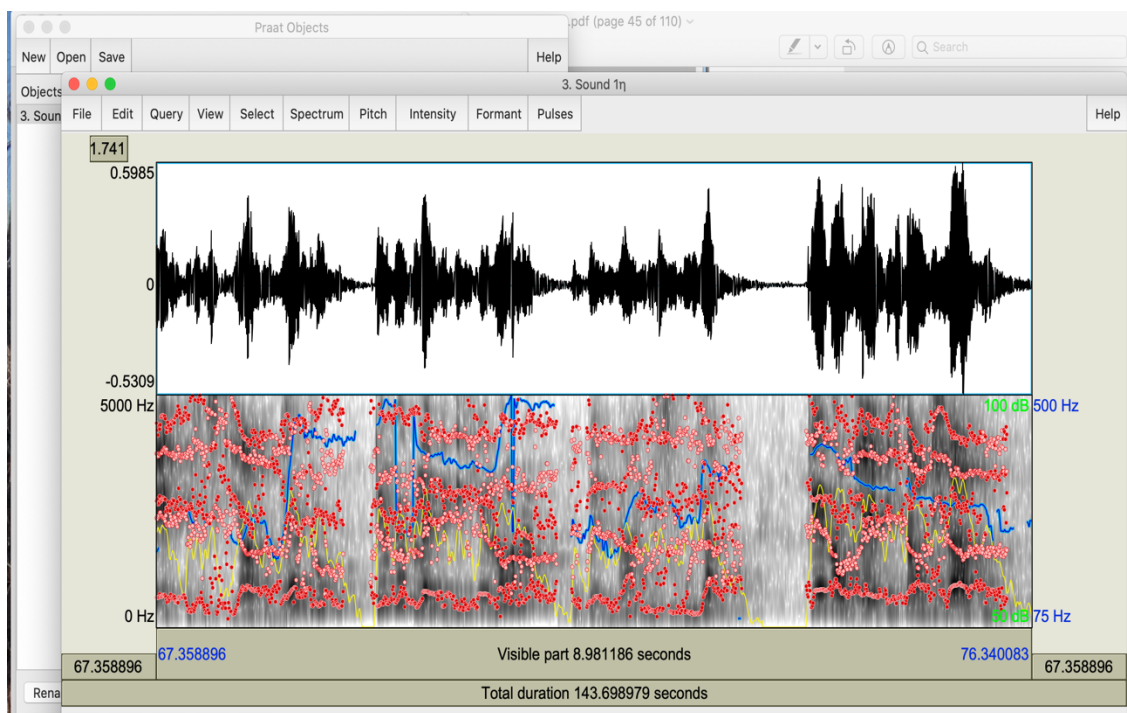 Praat Objects
.pdf (page 45 of 110)
New Open Save Help
Search
Objects
3. Sound 1η
3. Soun
File Edit Query View Select Spectrum Pitch Intensity Formant Pulses Help
1.741
0.5985
0
-0.5309
5000 Hz 100 dB 500 Hz
0 Hz 50 dB 75 Hz
67.358896 Visible part 8.981186 seconds 76.340083
67.358896 67.358896
Rena Total duration 143.698979 seconds